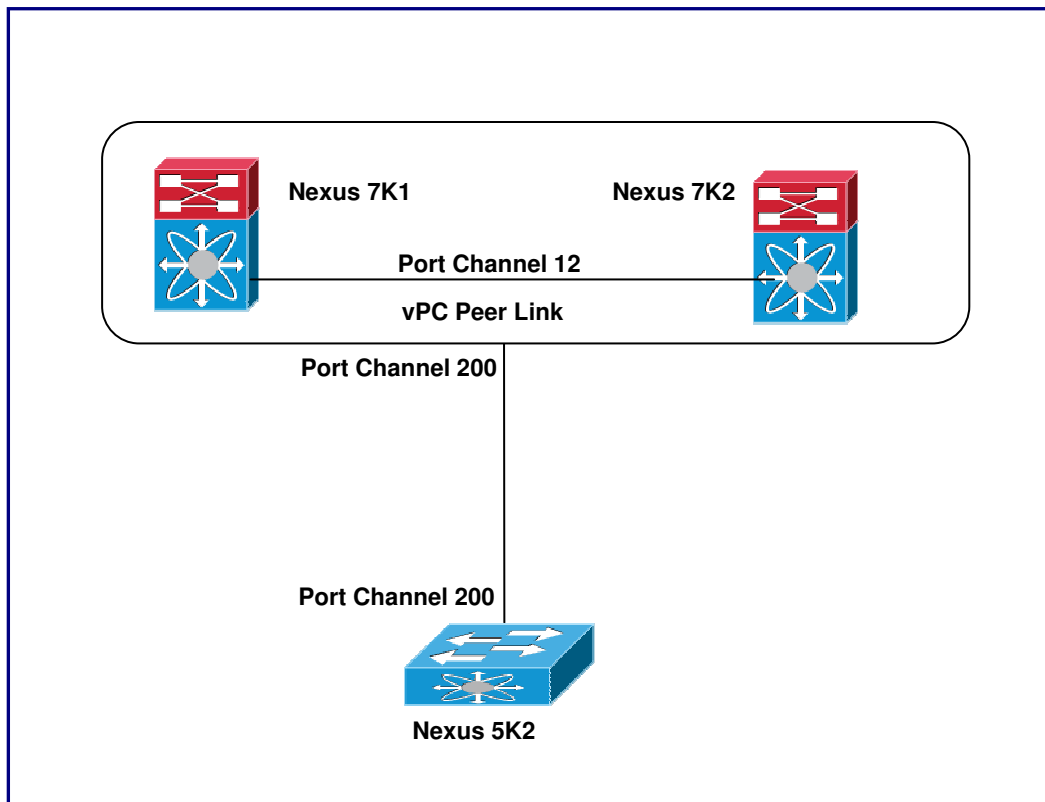 Nexus 7K1
Nexus 7K2
Port Channel 12
vPC Peer Link
Port Channel 200
Port Channel 200
Nexus 5K2